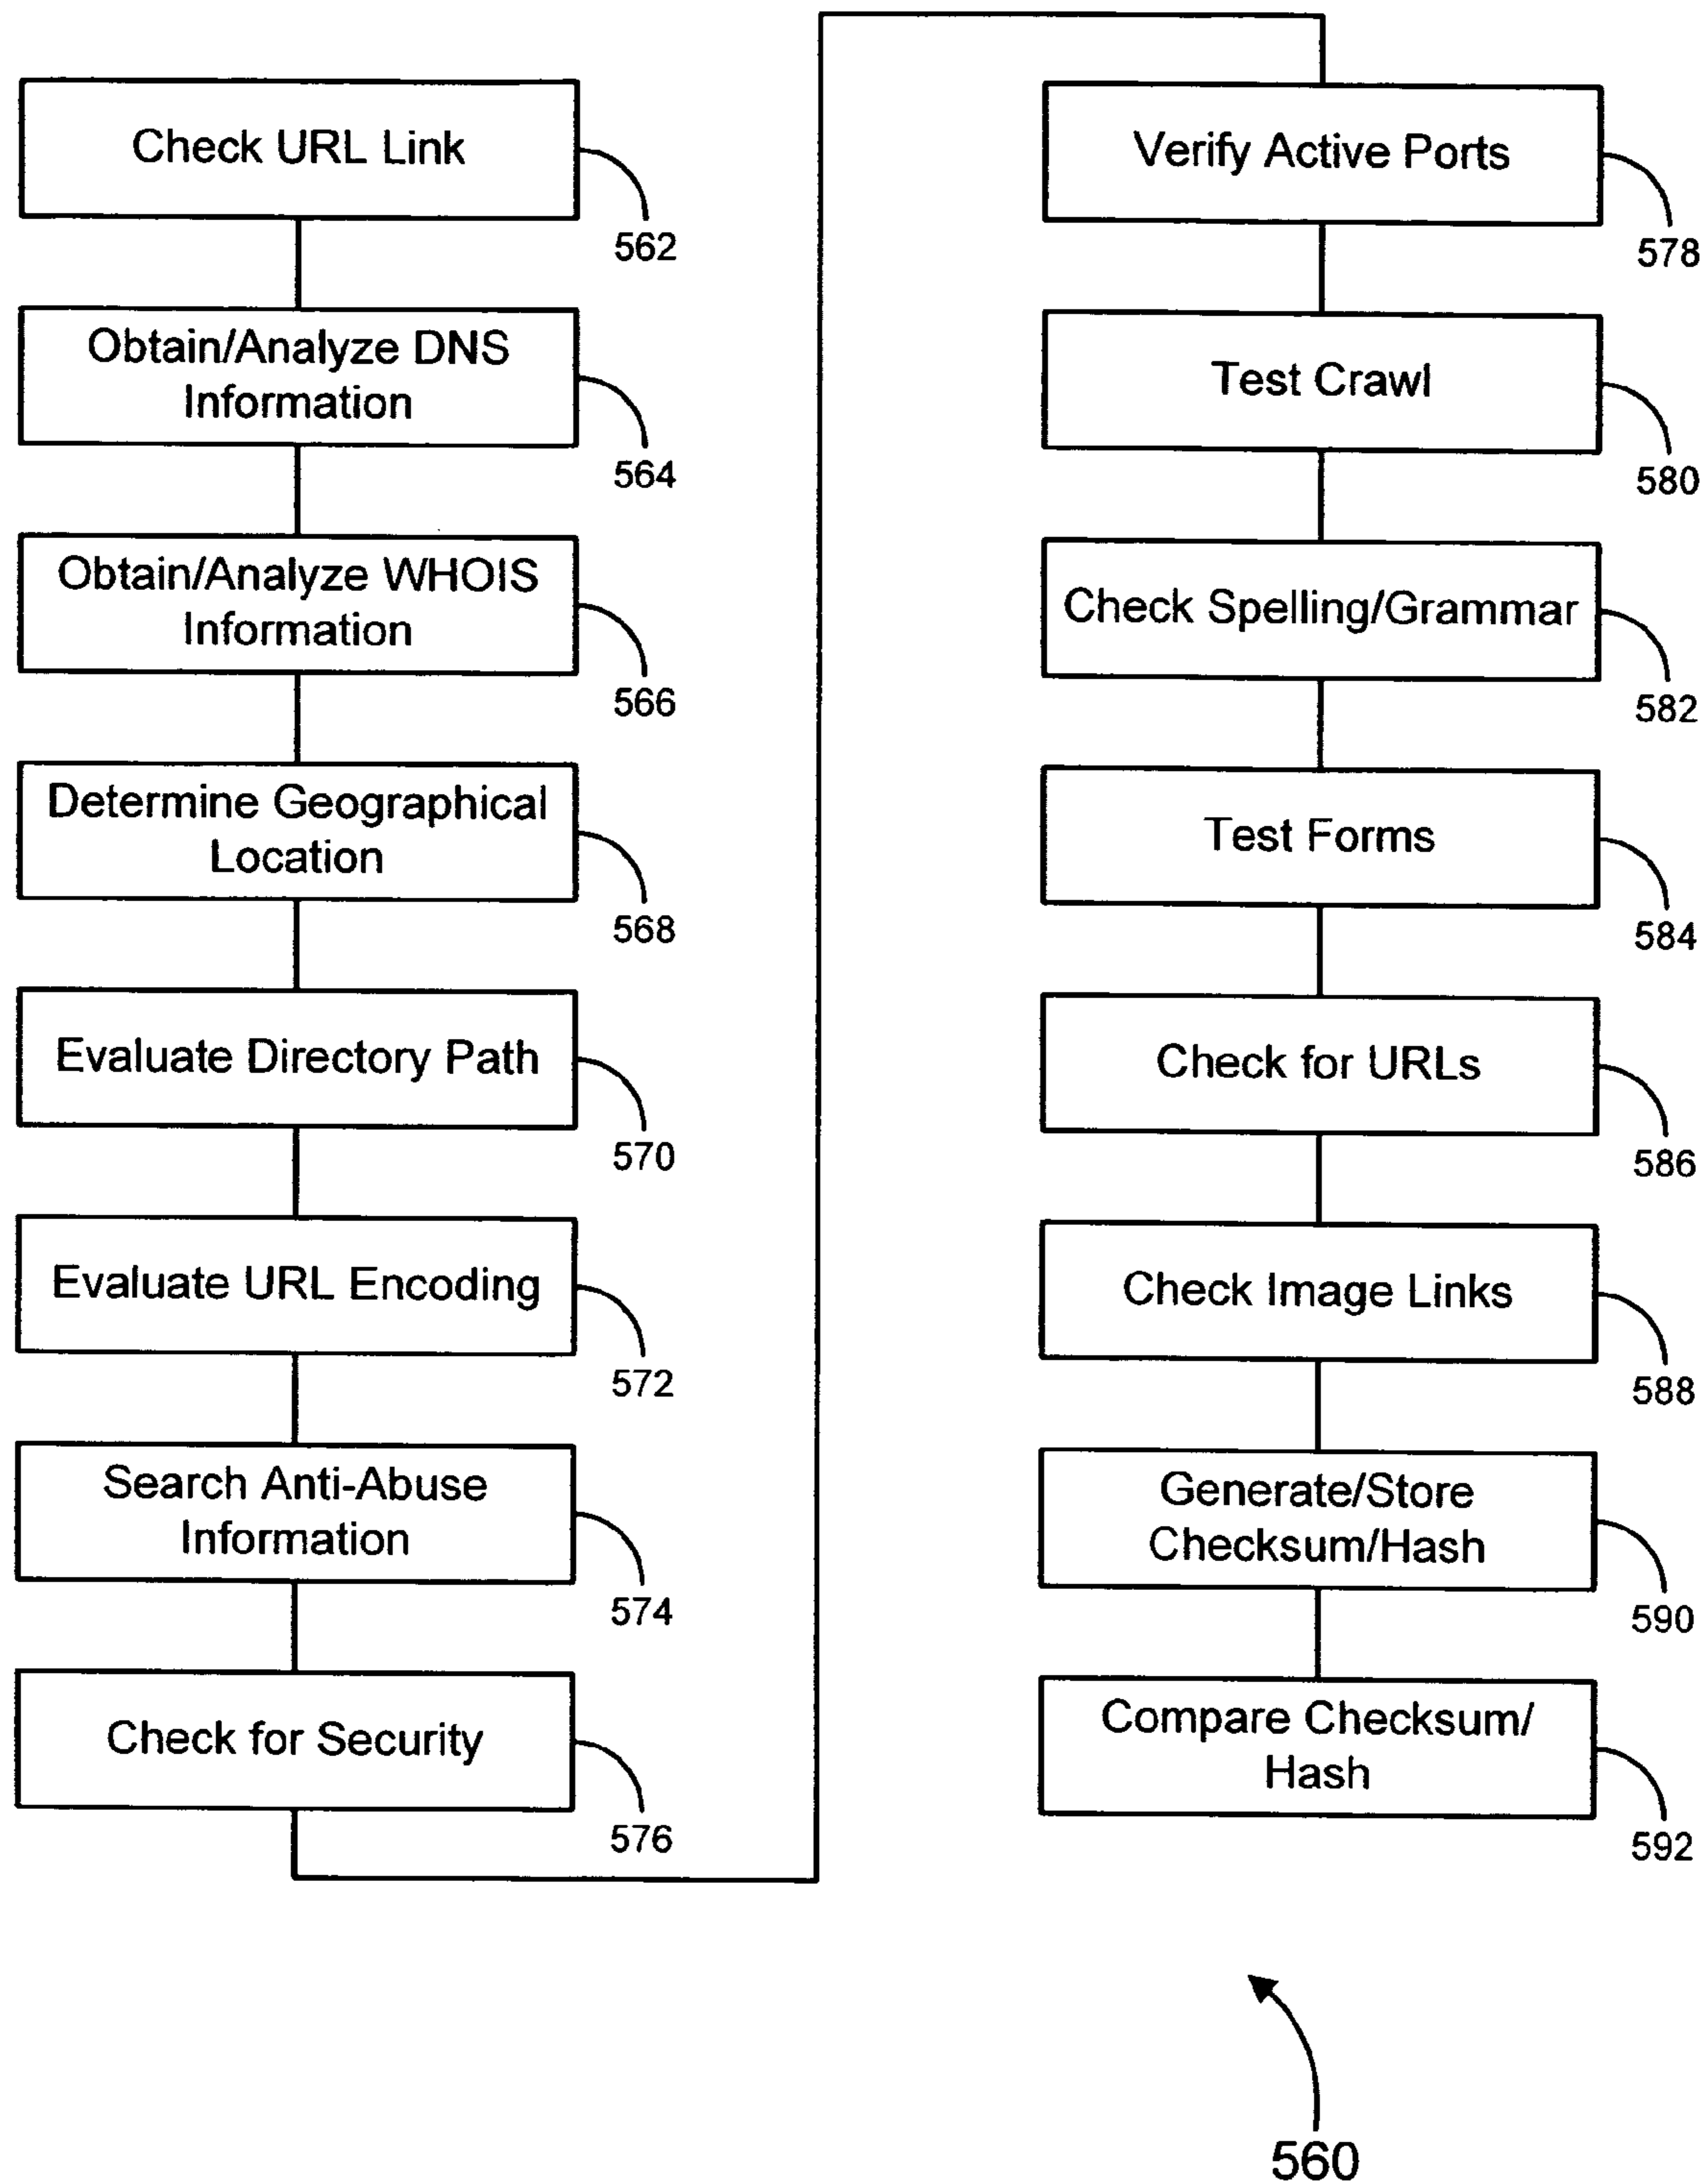 Check URL Link
562
Obtain/Analyze DNS
Information
564
Obtain/Analyze WHOIS
Information
566
Determine Geographical
Location
568
Evaluate Directory Path
570
Evaluate URL Encoding
572
Search Anti-Abuse
Information
574
Check for Security
576
Verify Active Ports
578
Test Crawl
580
Check Spelling/Grammar
582
Test Forms
584
Check for URLs
586
Check Image Links
588
Generate/Store
Checksum/Hash
590
Compare Checksum/
Hash
592
560